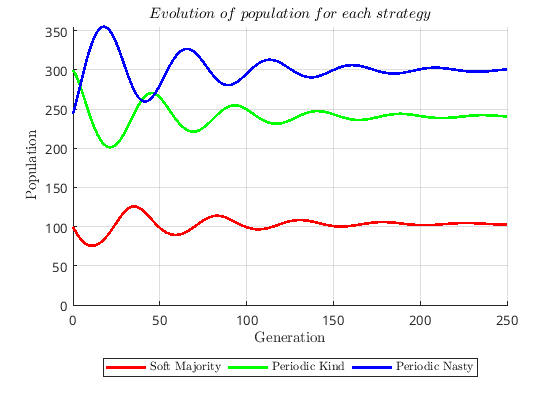 Evolution of population for each strategy
350
300
250
200
150
100
50
0
Population
0 50 100 150 200 250
Generation
Soft Majority Periodic Kind Periodic Nasty